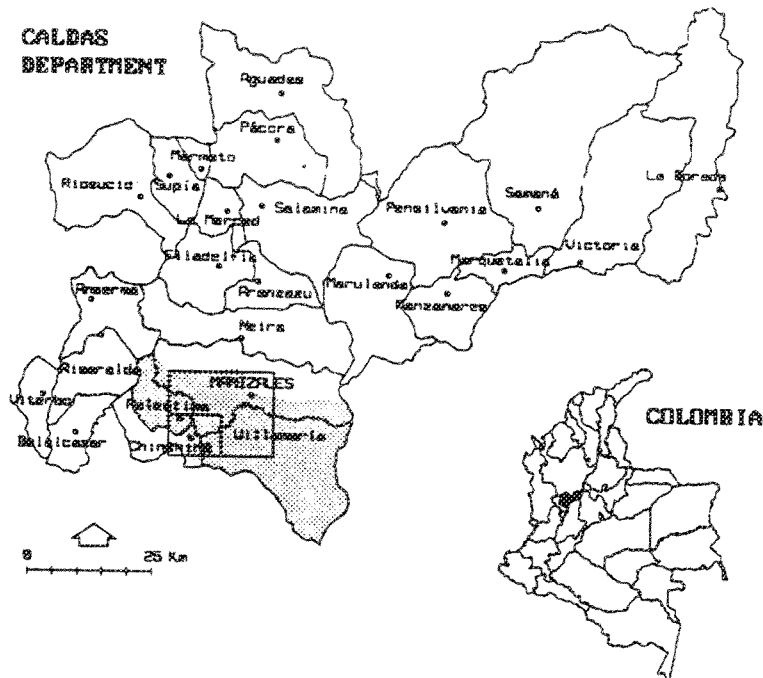 CALDAS
DEPARTMENT
Aguadas
Pácora
Marmato
Riosucio
Supía
La Merced
Salamina
Pensilvania
Samaná
La Dorada
Filadelfia
Aranzazu
Marulanda
Marquetalia
Victoria
Manzanares
Anserma
Neira
Risaralda
MANIZALES
Viterbo
Palestina
Villamaría
Belalcazar
Chinchiná
COLOMBIA
0 25 Km